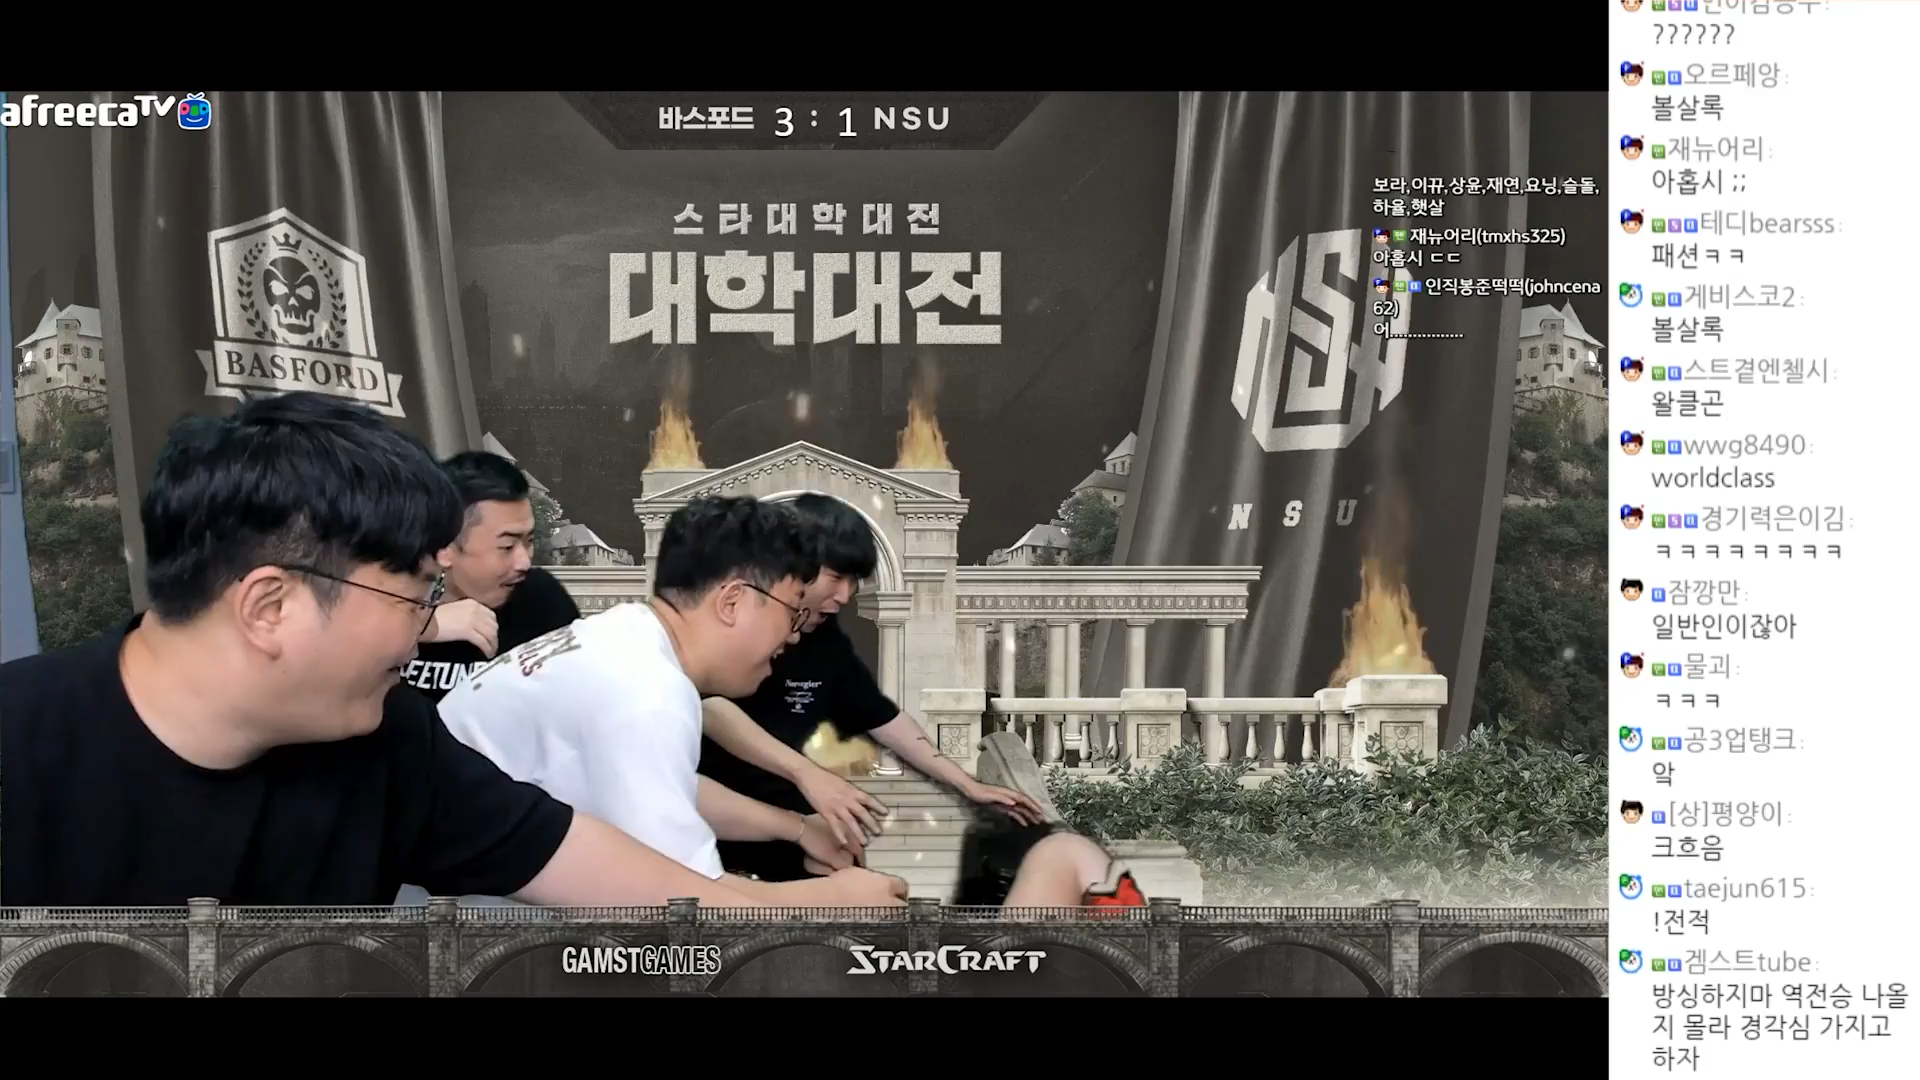 afreecaTV
바스포드 3 : 1 NSU
스타대학대전
대학대전
BASFORD
NSU
N S U
보라,이뀨,상윤,재연,요닝,슬돌,
하율,햇살
재뉴어리(tmxhs325)
아홉시 ㄷㄷ
인직봉준떡떡(johncena
62)
어................
GAMSTGAMES
STARCRAFT
??????
오르페앙:
볼살록
재뉴어리:
아홉시 ;;
테디bearsss:
패션ㅋㅋ
게비스코2:
볼살록
스트곁엔첼시:
왈클곤
wwg8490:
worldclass
경기력은이김:
ㅋㅋㅋㅋㅋㅋㅋㅋ
잠깡만:
일반인이잖아
물괴:
ㅋㅋㅋ
공3업탱크:
앜
[상]평양이:
크흐음
taejun615:
!전적
겜스트tube:
방싱하지마 역전승 나올
지 몰라 경각심 가지고
하자